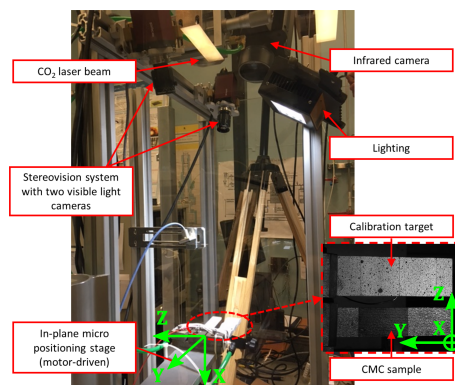 CO₂ laser beam
Infrared camera
Lighting
Stereovision system
with two visible light
cameras
Calibration target
In-plane micro
positioning stage
(motor-driven)
Z
Y
X
Z
Y
X
CMC sample